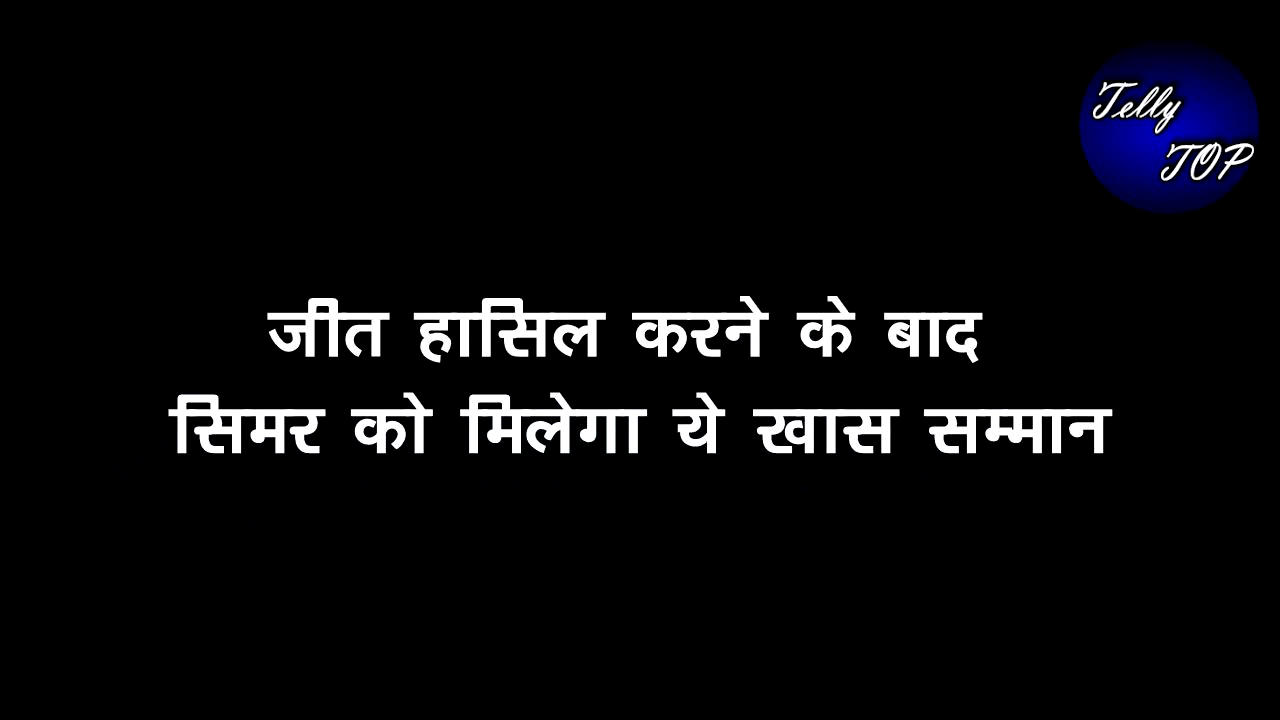 Telly
TOP
जीत हासिल करने के बाद
सिमर को मिलेगा ये खास सम्मान